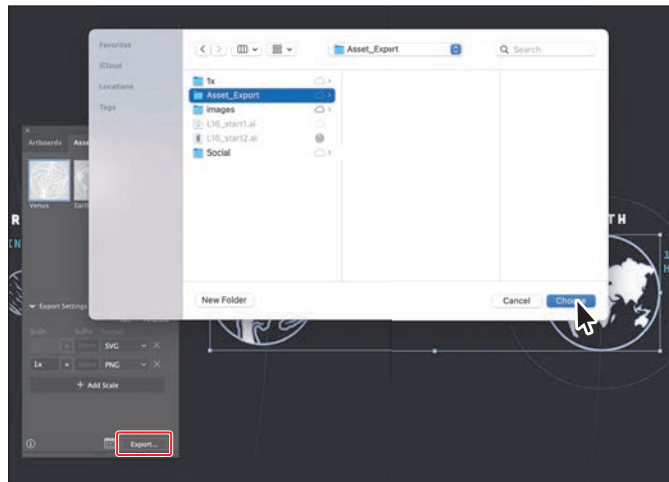 Favorites
iCloud
Locations
Tags
Asset_Export
Search
1x
Asset_Export
images
L16_start1.ai
L16_start2.ai
Social
New Folder
Cancel
Artboards
Venus
Export Settings
Scale
Suffix
Format
SVG
1x
PNG
+ Add Scale
Export...
TH